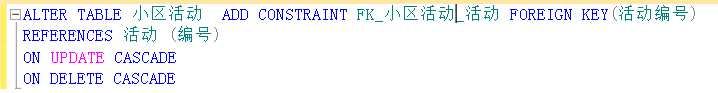 ALTER TABLE 小区活动  ADD CONSTRAINT FK_小区活动_活动 FOREIGN KEY(活动编号)
REFERENCES 活动 (编号)
ON UPDATE CASCADE
ON DELETE CASCADE